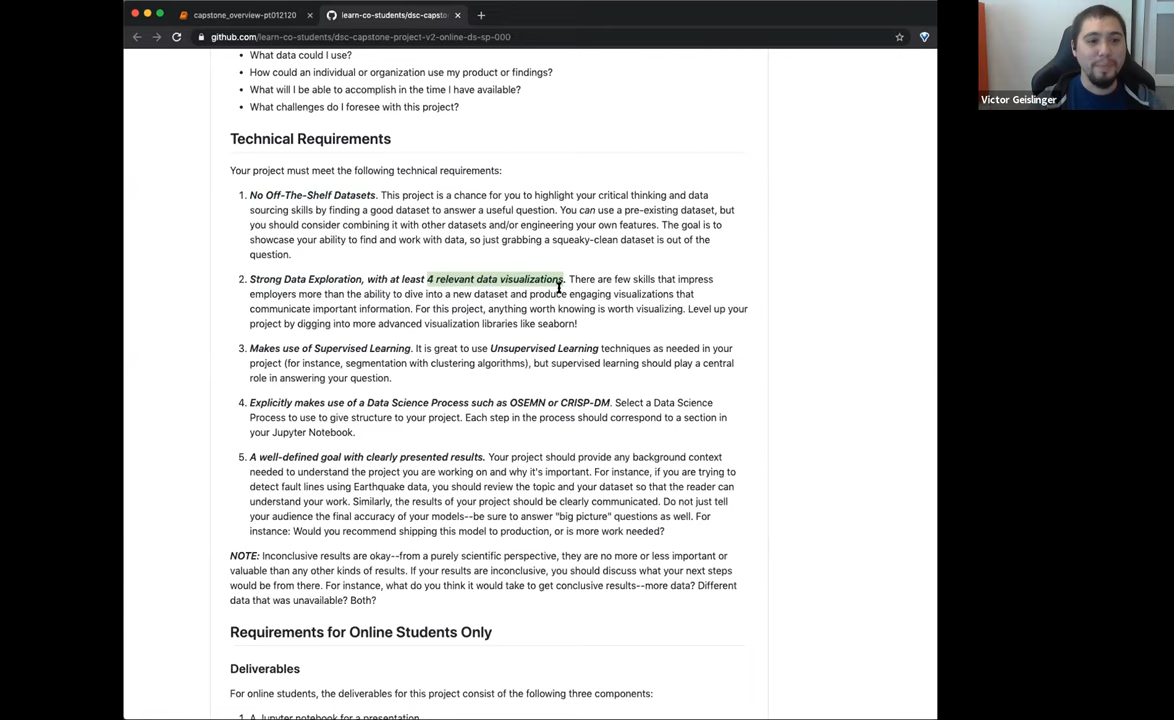 capstone_overview-pt012120
learn-co-students/dsc-capsto
github.com/learn-co-students/dsc-capstone-project-v2-online-ds-sp-000
Victor Geislinger
• What data could I use?
• How could an individual or organization use my product or findings?
• What will I be able to accomplish in the time I have available?
• What challenges do I foresee with this project?
Technical Requirements
Your project must meet the following technical requirements:
1. No Off-The-Shelf Datasets. This project is a chance for you to highlight your critical thinking and data
sourcing skills by finding a good dataset to answer a useful question. You can use a pre-existing dataset, but
you should consider combining it with other datasets and/or engineering your own features. The goal is to
showcase your ability to find and work with data, so just grabbing a squeaky-clean dataset is out of the
question.
2. Strong Data Exploration, with at least 4 relevant data visualizations. There are few skills that impress
employers more than the ability to dive into a new dataset and produce engaging visualizations that
communicate important information. For this project, anything worth knowing is worth visualizing. Level up your
project by digging into more advanced visualization libraries like seaborn!
3. Makes use of Supervised Learning. It is great to use Unsupervised Learning techniques as needed in your
project (for instance, segmentation with clustering algorithms), but supervised learning should play a central
role in answering your question.
4. Explicitly makes use of a Data Science Process such as OSEMN or CRISP-DM. Select a Data Science
Process to use to give structure to your project. Each step in the process should correspond to a section in
your Jupyter Notebook.
5. A well-defined goal with clearly presented results. Your project should provide any background context
needed to understand the project you are working on and why it's important. For instance, if you are trying to
detect fault lines using Earthquake data, you should review the topic and your dataset so that the reader can
understand your work. Similarly, the results of your project should be clearly communicated. Do not just tell
your audience the final accuracy of your models--be sure to answer "big picture" questions as well. For
instance: Would you recommend shipping this model to production, or is more work needed?
NOTE: Inconclusive results are okay--from a purely scientific perspective, they are no more or less important or
valuable than any other kinds of results. If your results are inconclusive, you should discuss what your next steps
would be from there. For instance, what do you think it would take to get conclusive results--more data? Different
data that was unavailable? Both?
Requirements for Online Students Only
Deliverables
For online students, the deliverables for this project consist of the following three components:
1. A Jupyter notebook for a presentation